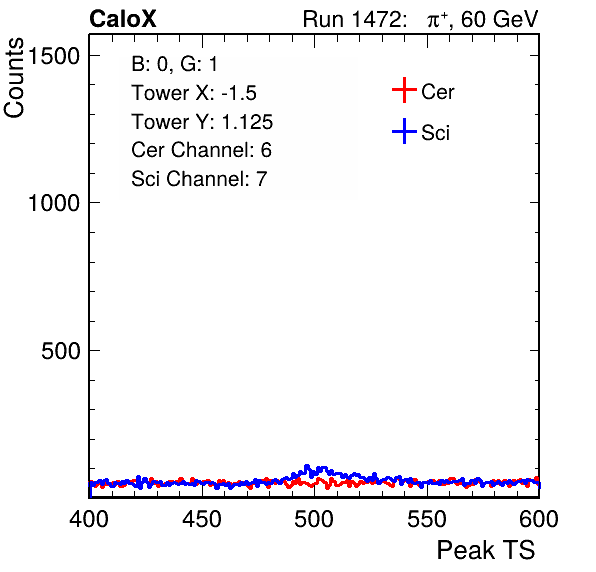 CaloX Run 1472: π⁺, 60 GeV
Counts
B: 0, G: 1
Tower X: -1.5
Tower Y: 1.125
Cer Channel: 6
Sci Channel: 7
Cer
Sci
1500
1000
500
400 450 500 550 600
Peak TS